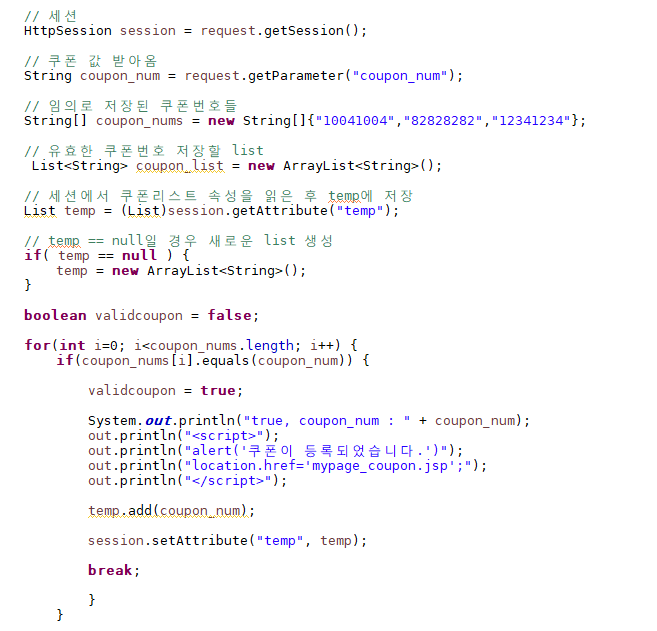 // 세션
HttpSession session = request.getSession();
// 쿠폰 값 받아옴
String coupon_num = request.getParameter("coupon_num");
// 임의로 저장된 쿠폰번호들
String[] coupon_nums = new String[]{"10041004","82828282","12341234"};
// 유효한 쿠폰번호 저장할 list
List<String> coupon_list = new ArrayList<String>();
// 세션에서 쿠폰리스트 속성을 읽은 후 temp에 저장
List temp = (List)session.getAttribute("temp");
// temp == null일 경우 새로운 list 생성
if( temp == null ) {
temp = new ArrayList<String>();
}
boolean validcoupon = false;
for(int i=0; i<coupon_nums.length; i++) {
if(coupon_nums[i].equals(coupon_num)) {
validcoupon = true;
System.out.println("true, coupon_num : " + coupon_num);
out.println("<script>");
out.println("alert('쿠폰이 등록되었습니다.')");
out.println("location.href='mypage_coupon.jsp';");
out.println("</script>");
temp.add(coupon_num);
session.setAttribute("temp", temp);
break;
}
}